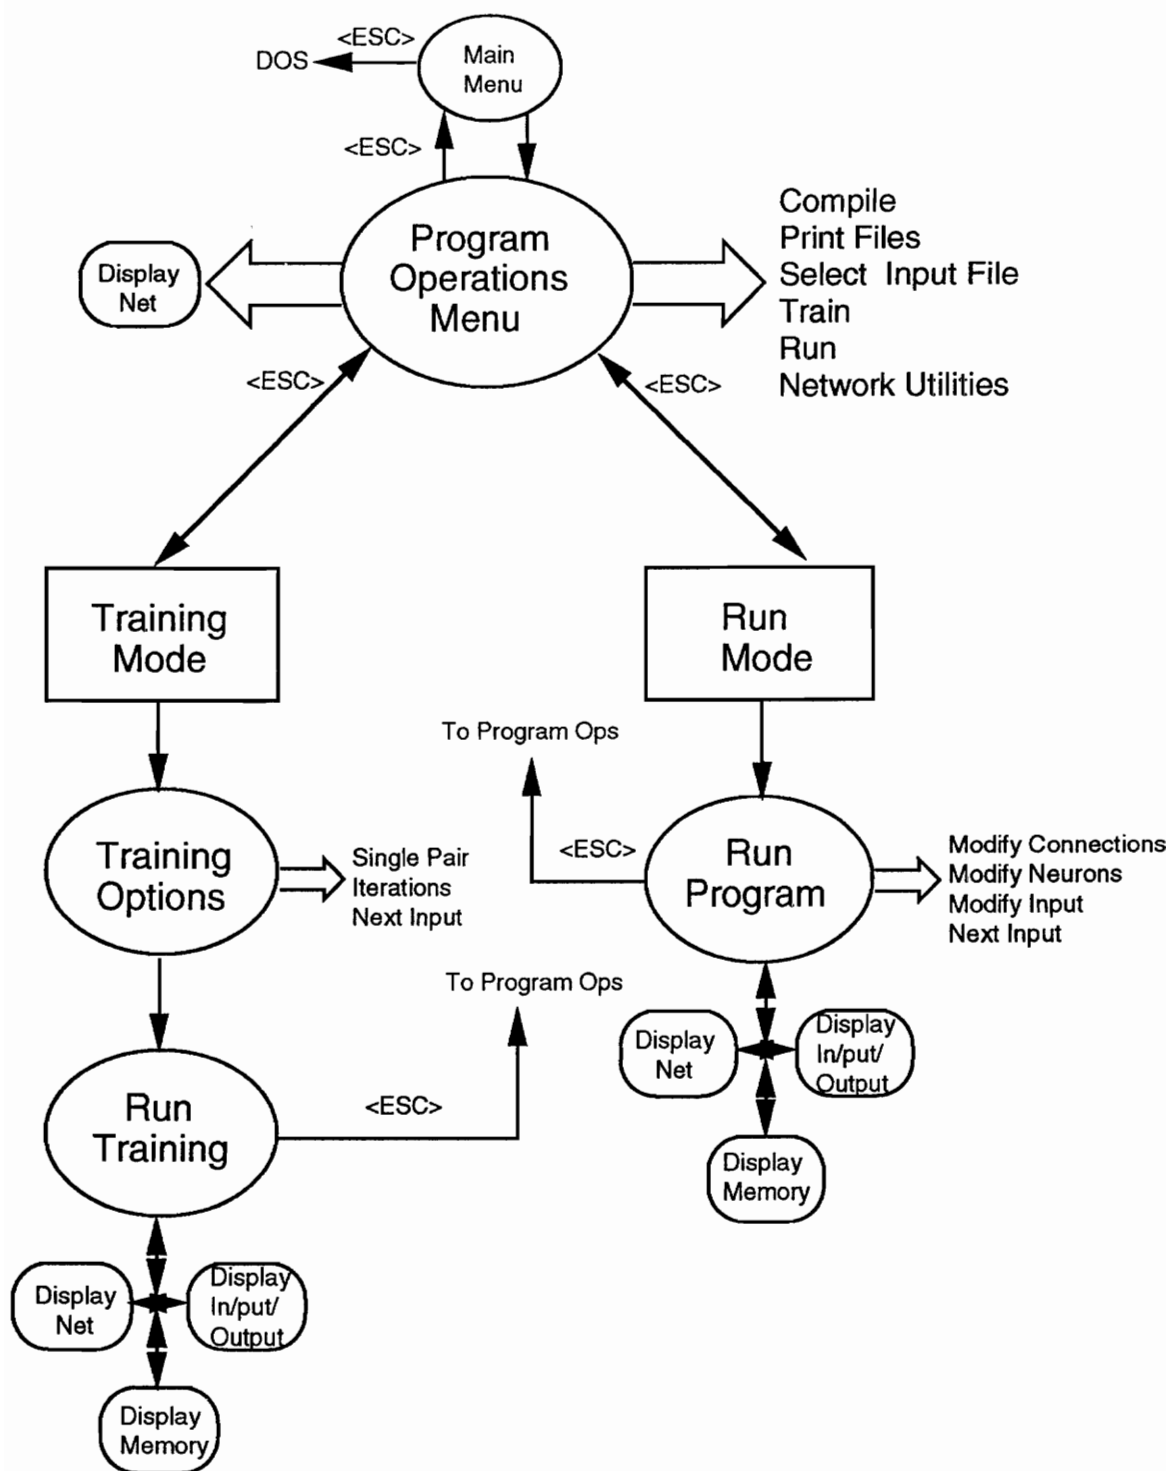 <ESC>
DOS
Main
Menu
<ESC>
Program
Operations
Menu
Display
Net
Compile
Print Files
Select Input File
Train
Run
Network Utilities
<ESC>
<ESC>
Training
Mode
Run
Mode
To Program Ops
Training
Options
Single Pair
Iterations
Next Input
<ESC>
Run
Program
Modify Connections
Modify Neurons
Modify Input
Next Input
To Program Ops
Display
Net
Display
In/put/
Output
Display
Memory
Run
Training
<ESC>
Display
Net
Display
In/put/
Output
Display
Memory